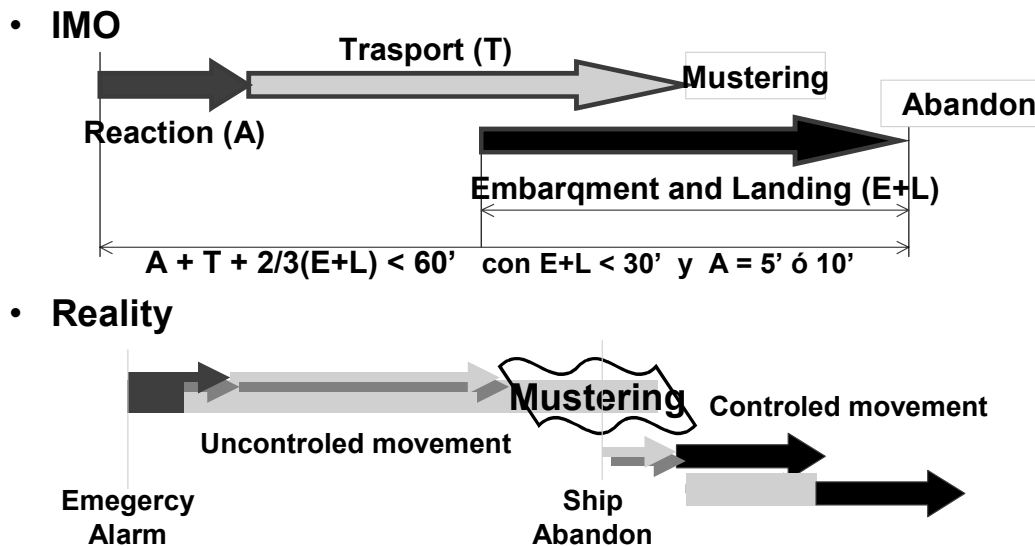 • IMO
Trasport (T)
Mustering
Abandon
Reaction (A)
Embarqment and Landing (E+L)
A + T + 2/3(E+L) < 60’ con E+L < 30’ y A = 5’ ó 10’
• Reality
Mustering
Controled movement
Uncontroled movement
Emegercy
Alarm
Ship
Abandon